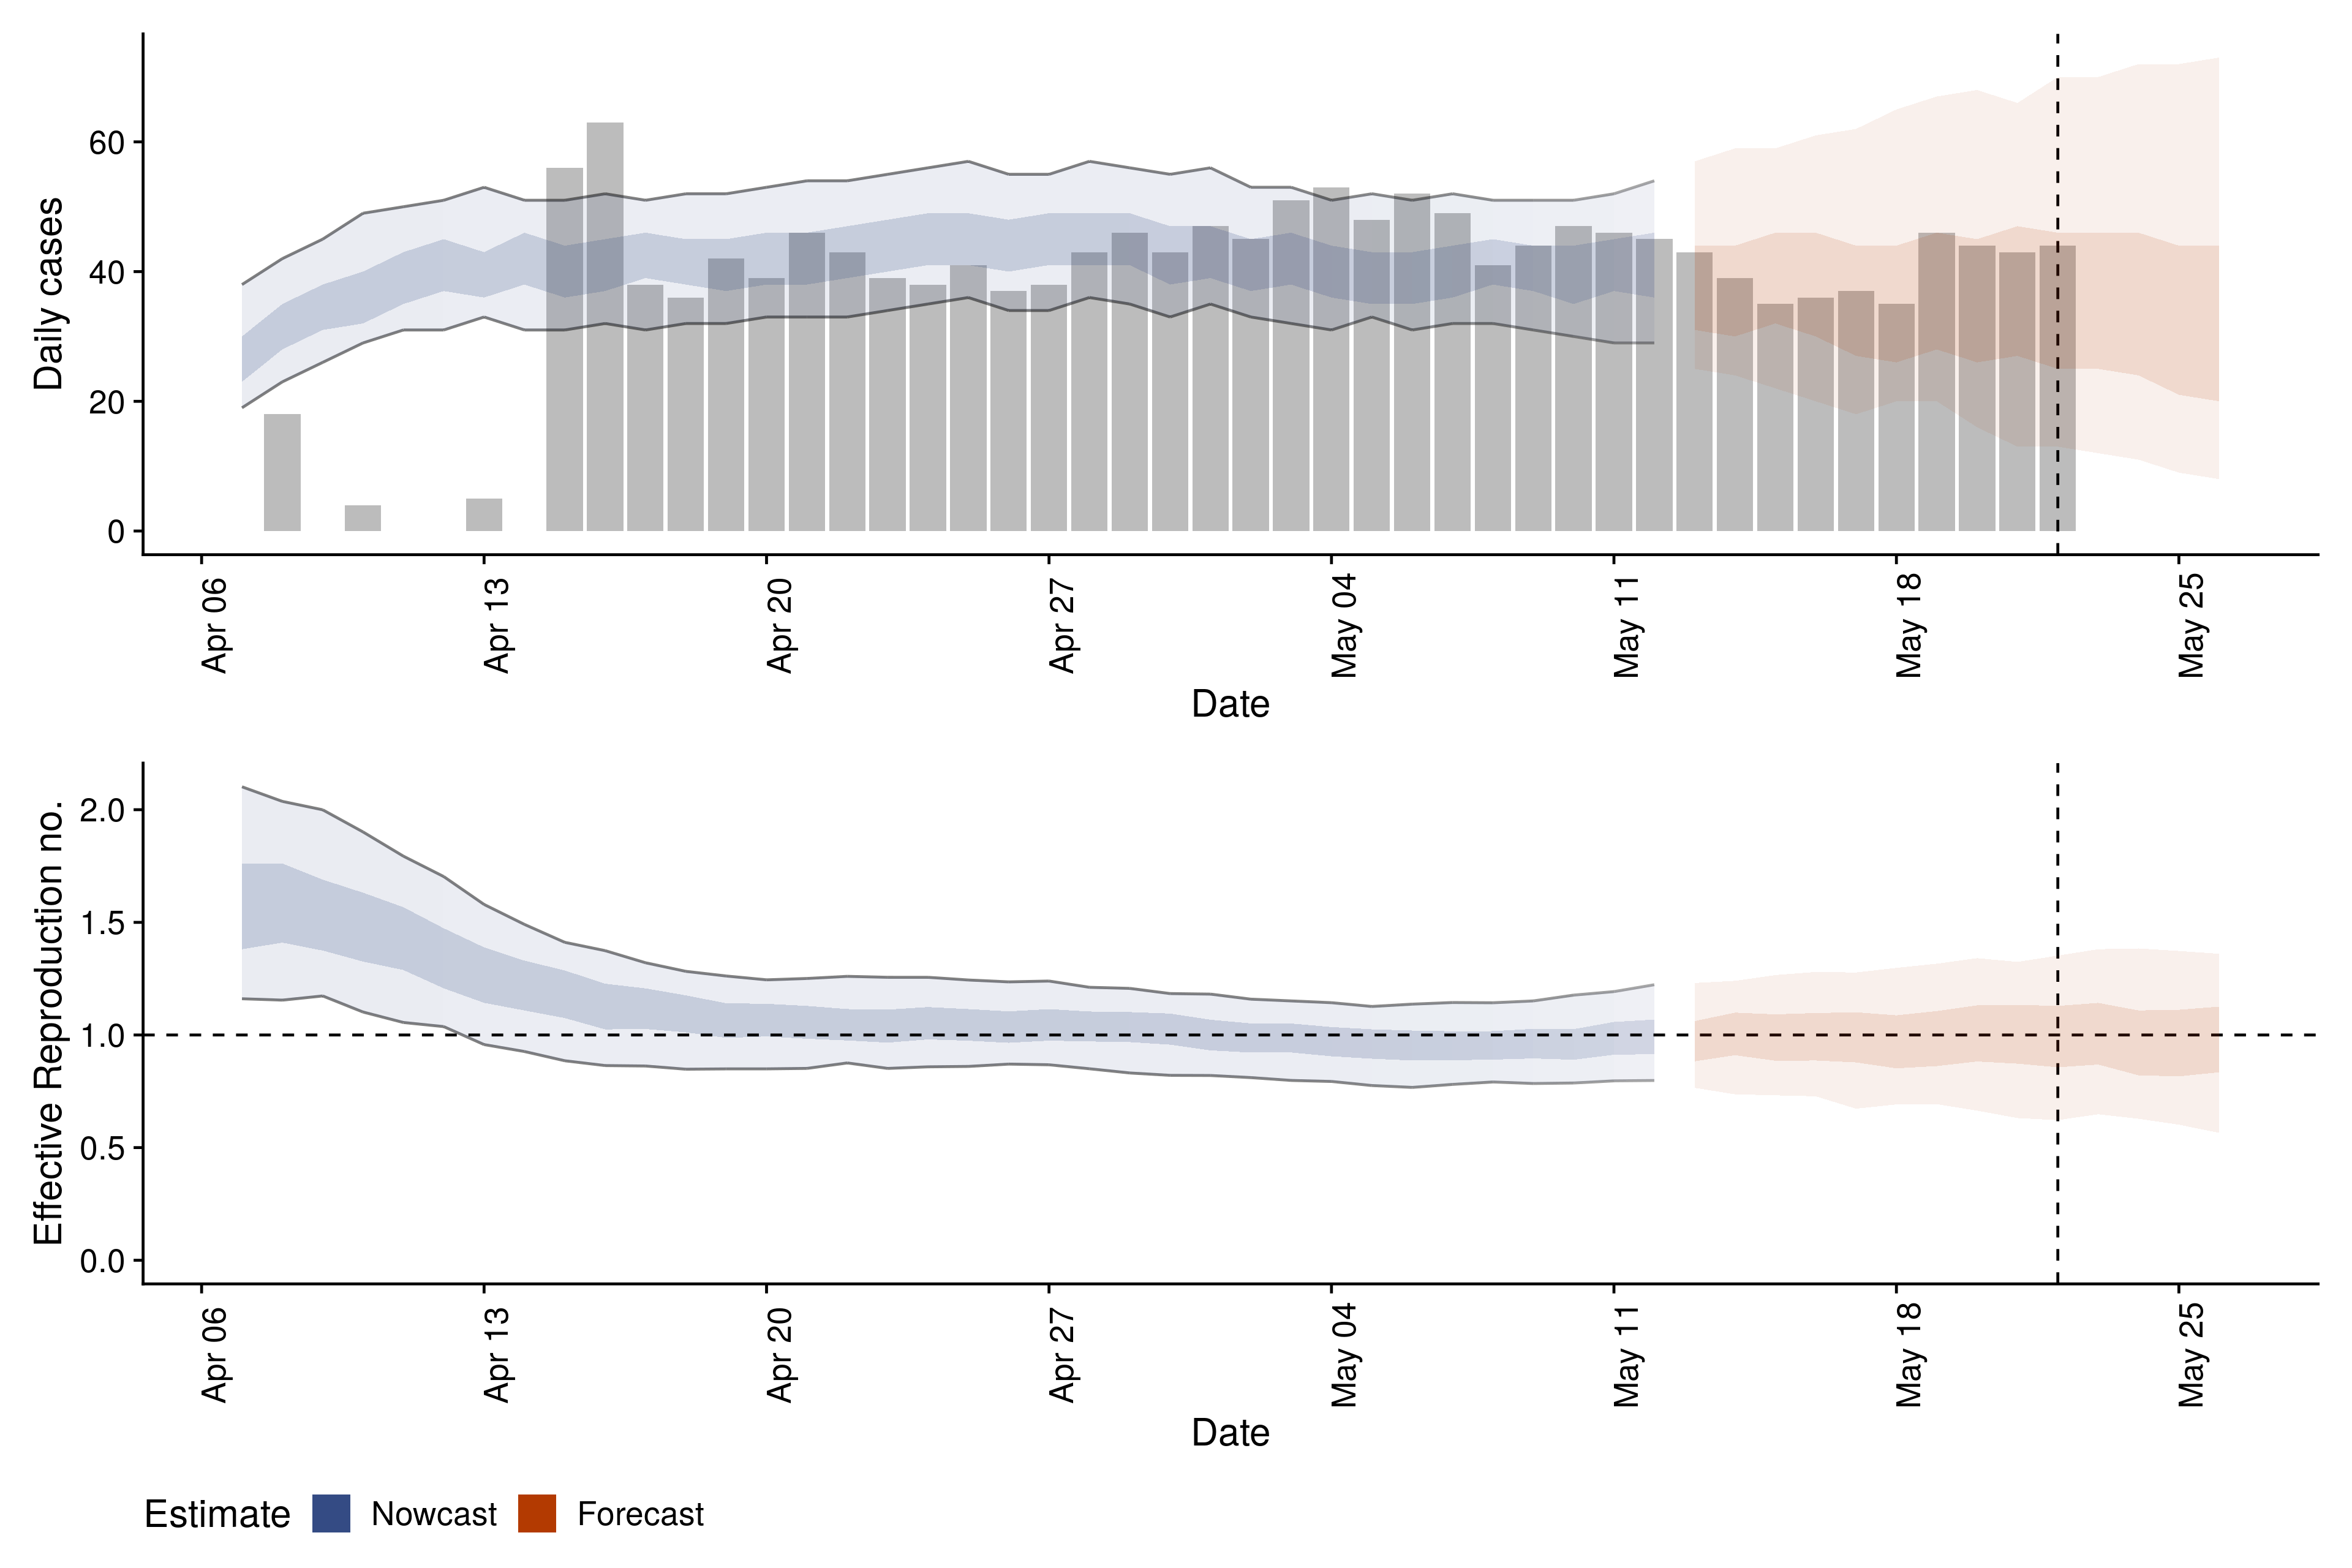 Daily cases
60
40
20
0
Apr 06
Apr 13
Apr 20
Apr 27
May 04
May 11
May 18
May 25
Date
Effective Reproduction no.
2.0
1.5
1.0
0.5
0.0
Apr 06
Apr 13
Apr 20
Apr 27
May 04
May 11
May 18
May 25
Date
Estimate Nowcast Forecast